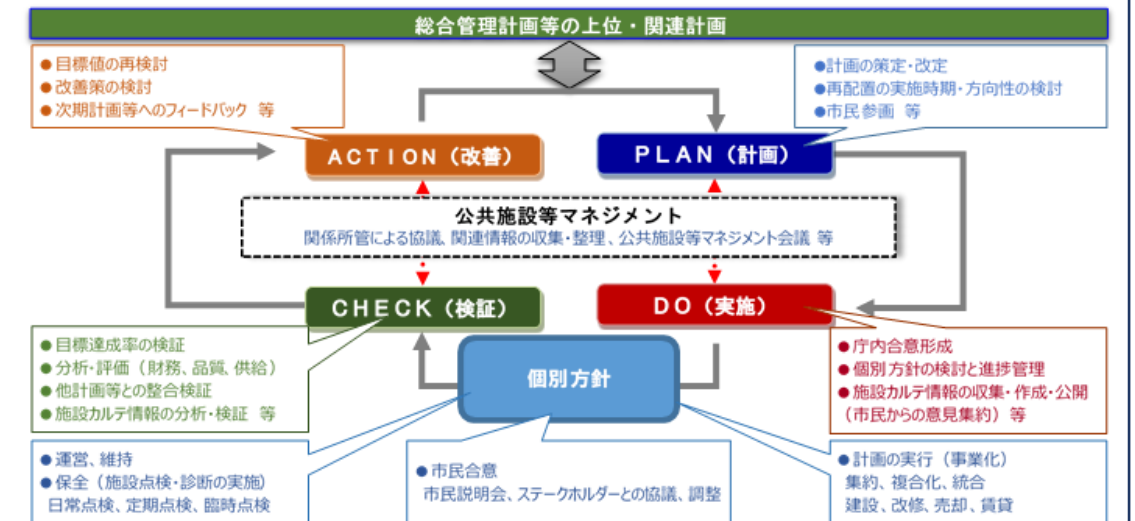 総合管理計画等の上位・関連計画
●目標値の再検討
●改善策の検討
●次期計画等へのフィードバック 等
●計画の策定・改定
●再配置の実施時期・方向性の検討
●市民参画 等
ACTION（改善）
PLAN（計画）
公共施設等マネジメント
関係所管による協議、関連情報の収集・整理、公共施設等マネジメント会議 等
CHECK（検証）
DO（実施）
●目標達成率の検証
●分析・評価（財務、品質、供給）
●他計画等との整合検証
●施設カルテ情報の分析・検証 等
個別方針
●庁内合意形成
●個別方針の検討と進捗管理
●施設カルテ情報の収集・作成・公開
（市民からの意見集約）等
●運営、維持
●保全（施設点検・診断の実施）
日常点検、定期点検、臨時点検
●市民合意
市民説明会、ステークホルダーとの協議、調整
●計画の実行（事業化）
集約、複合化、統合
建設、改修、売却、賃貸